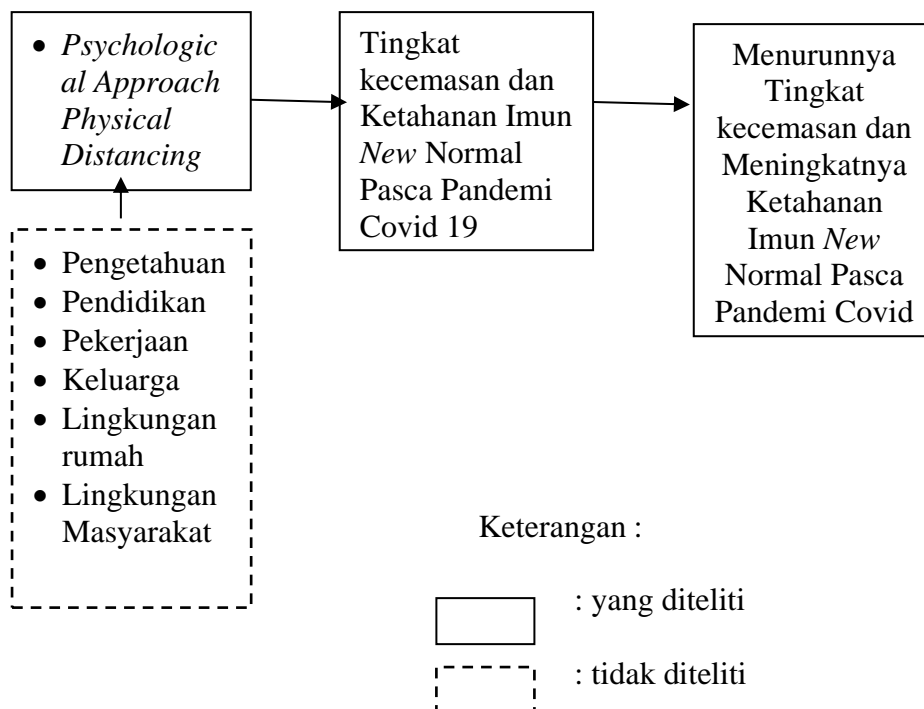 • Psychologic
al Approach
Physical
Distancing
Tingkat
kecemasan dan
Ketahanan Imun
New Normal
Pasca Pandemi
Covid 19
Menurunnya
Tingkat
kecemasan dan
Meningkatnya
Ketahanan
Imun New
Normal Pasca
Pandemi Covid
• Pengetahuan
• Pendidikan
• Pekerjaan
• Keluarga
• Lingkungan
rumah
• Lingkungan
Masyarakat
Keterangan :
: yang diteliti
: tidak diteliti